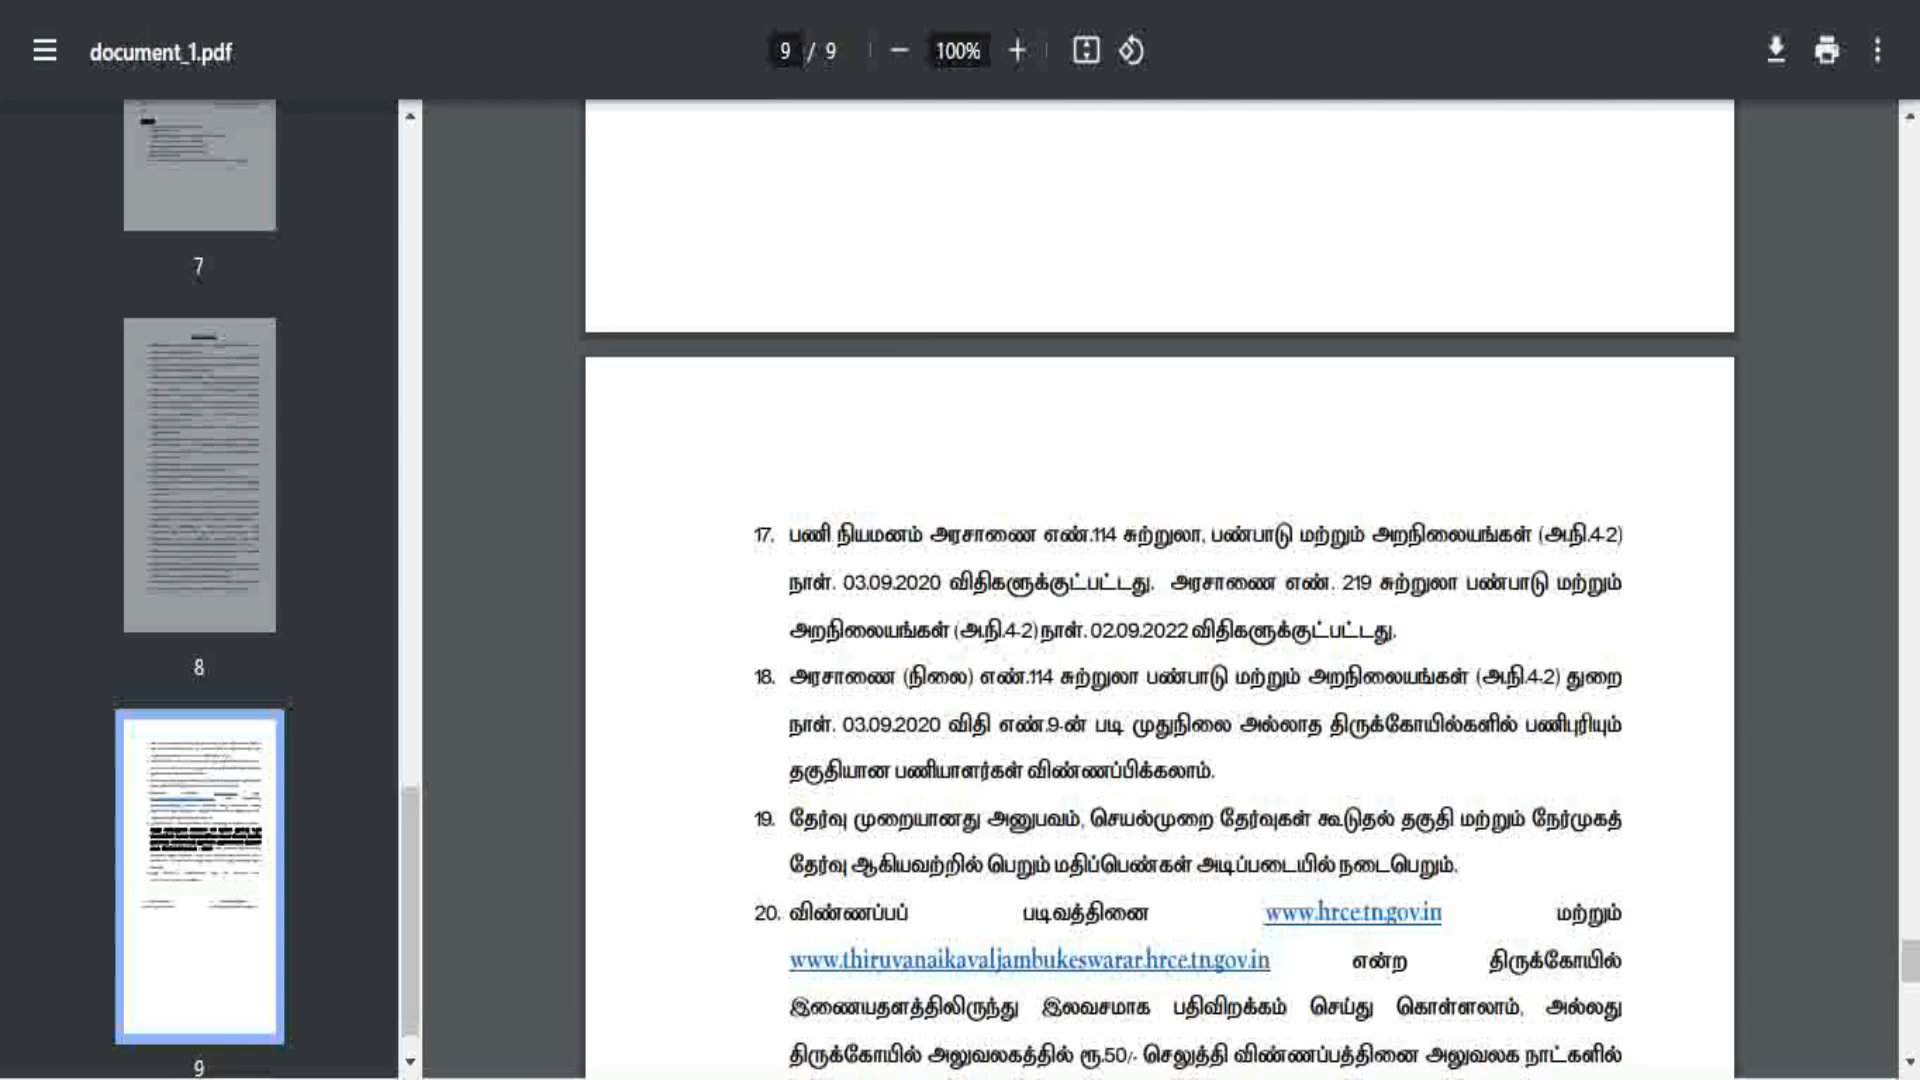 document_1.pdf
9 / 9
100%
7
8
9
17. பணி நியமனம் அரசாணை எண்.114 சுற்றுலா, பண்பாடு மற்றும் அறநிலையங்கள் (அ.நி.4-2)
நாள். 03.09.2020 விதிகளுக்குட்பட்டது. அரசாணை எண். 219 சுற்றுலா பண்பாடு மற்றும்
அறநிலையங்கள் (அ.நி.4-2) நாள். 02.09.2022 விதிகளுக்குட்பட்டது.
18. அரசாணை (நிலை) எண்.114 சுற்றுலா பண்பாடு மற்றும் அறநிலையங்கள் (அ.நி.4-2) துறை
நாள். 03.09.2020 விதி எண்.9-ன் படி முதுநிலை அல்லாத திருக்கோயில்களில் பணிபுரியும்
தகுதியான பணியாளர்கள் விண்ணப்பிக்கலாம்.
19. தேர்வு முறையானது அனுபவம், செயல்முறை தேர்வுகள் கூடுதல் தகுதி மற்றும் நேர்முகத்
தேர்வு ஆகியவற்றில் பெறும் மதிப்பெண்கள் அடிப்படையில் நடைபெறும்.
20. விண்ணப்பப் படிவத்தினை www.hrce.tn.gov.in மற்றும்
www.thiruvanaikavaljambukeswarar.hrce.tn.gov.in என்ற திருக்கோயில்
இணையதளத்திலிருந்து இலவசமாக பதிவிறக்கம் செய்து கொள்ளலாம், அல்லது
திருக்கோயில் அலுவலகத்தில் ரூ.50/- செலுத்தி விண்ணப்பத்தினை அலுவலக நாட்களில்